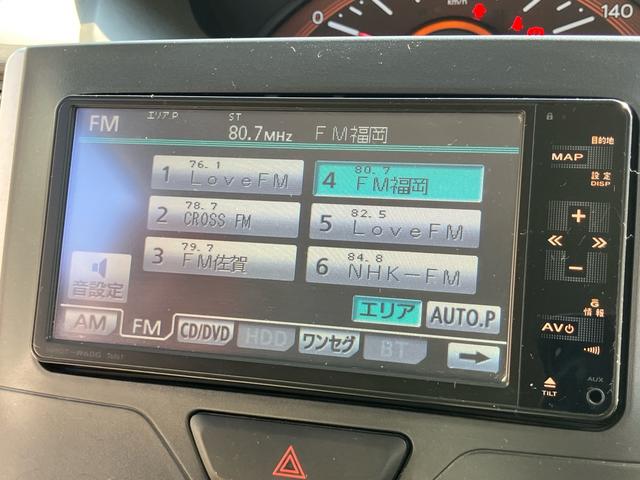 0
km/h
140
FM エリアP ST 80.7MHz FM福岡
1 76.1 LoveFM
4 80.7 FM福岡
2 78.7 CROSS FM
5 82.5 LoveFM
3 79.7 FM佐賀
6 84.8 NHK-FM
音設定
エリア AUTO.P
AM FM CD/DVD HDD ワンセグ BT
目的地
MAP
設定
DISP
+
−
情報
AV
TILT
AUX